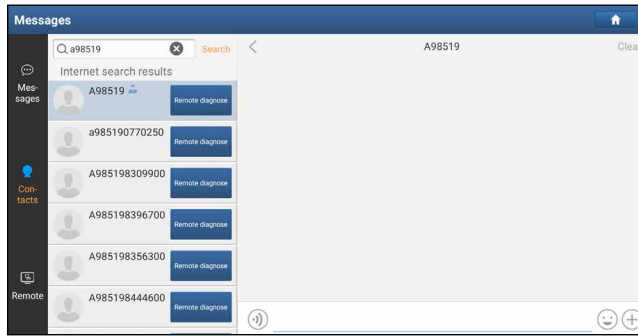 Messages
a98519
Search
A98519
Clea
Internet search results
Mes-
sages
A98519
Remote diagnose
a985190770250
Remote diagnose
Con-
tacts
A985198309900
Remote diagnose
A985198396700
Remote diagnose
A985198356300
Remote diagnose
Remote
A985198444600
Remote diagnose